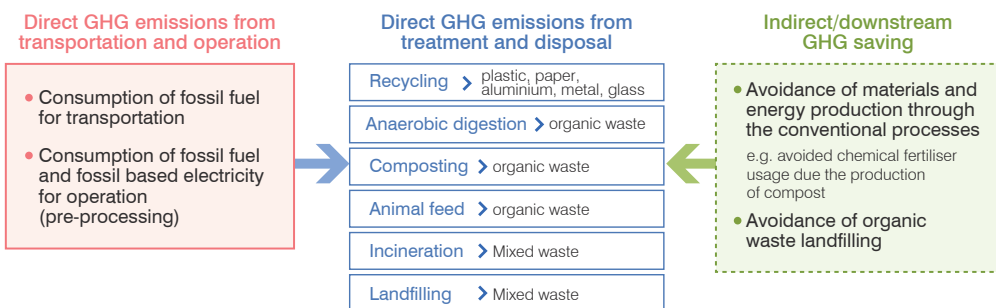 Direct GHG emissions from
transportation and operation
• Consumption of fossil fuel
for transportation
• Consumption of fossil fuel
and fossil based electricity
for operation
(pre-processing)
Direct GHG emissions from
treatment and disposal
Recycling > plastic, paper,
aluminium, metal, glass
Anaerobic digestion > organic waste
Composting > organic waste
Animal feed > organic waste
Incineration > Mixed waste
Landfilling > Mixed waste
Indirect/downstream
GHG saving
• Avoidance of materials and
energy production through
the conventional processes
e.g. avoided chemical fertiliser
usage due the production
of compost
• Avoidance of organic
waste landfilling